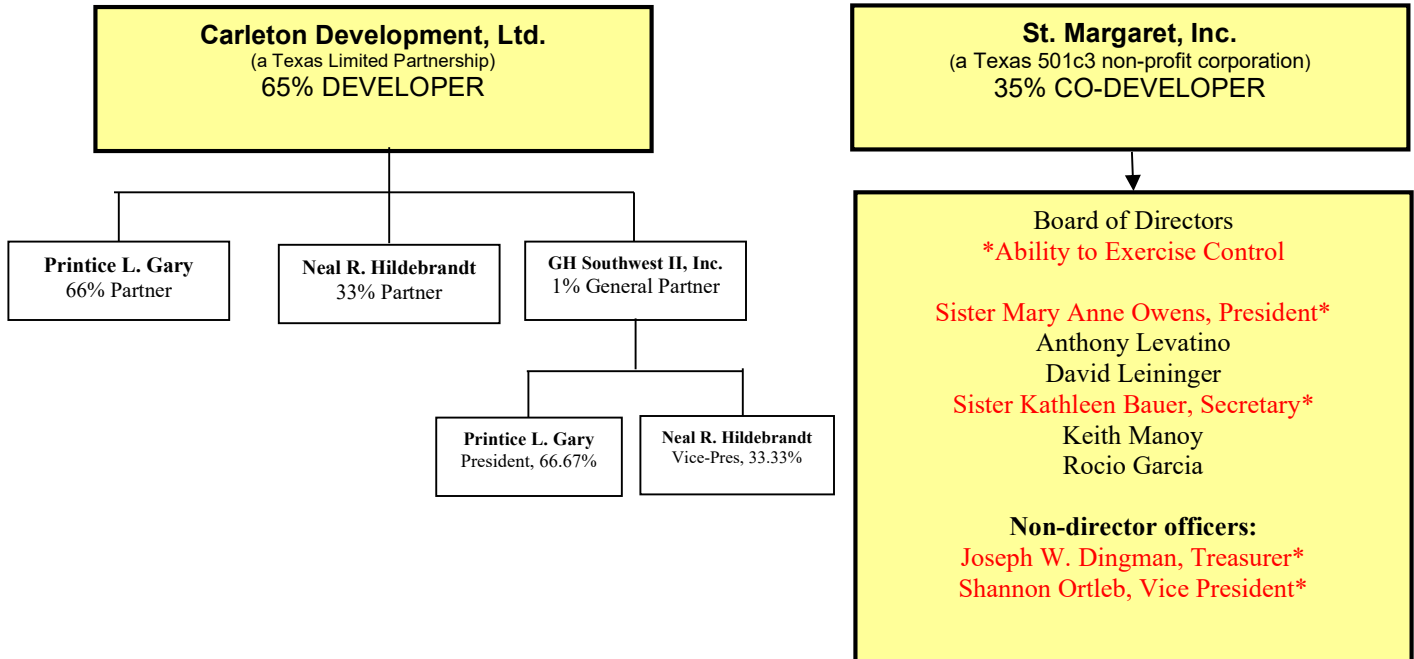 Carleton Development, Ltd.
(a Texas Limited Partnership)
65% DEVELOPER
St. Margaret, Inc.
(a Texas 501c3 non-profit corporation)
35% CO-DEVELOPER
Printice L. Gary
66% Partner
Neal R. Hildebrandt
33% Partner
GH Southwest II, Inc.
1% General Partner
Printice L. Gary
President, 66.67%
Neal R. Hildebrandt
Vice-Pres, 33.33%
Board of Directors
*Ability to Exercise Control
Sister Mary Anne Owens, President*
Anthony Levatino
David Leininger
Sister Kathleen Bauer, Secretary*
Keith Manoy
Rocio Garcia
Non-director officers:
Joseph W. Dingman, Treasurer*
Shannon Ortleb, Vice President*